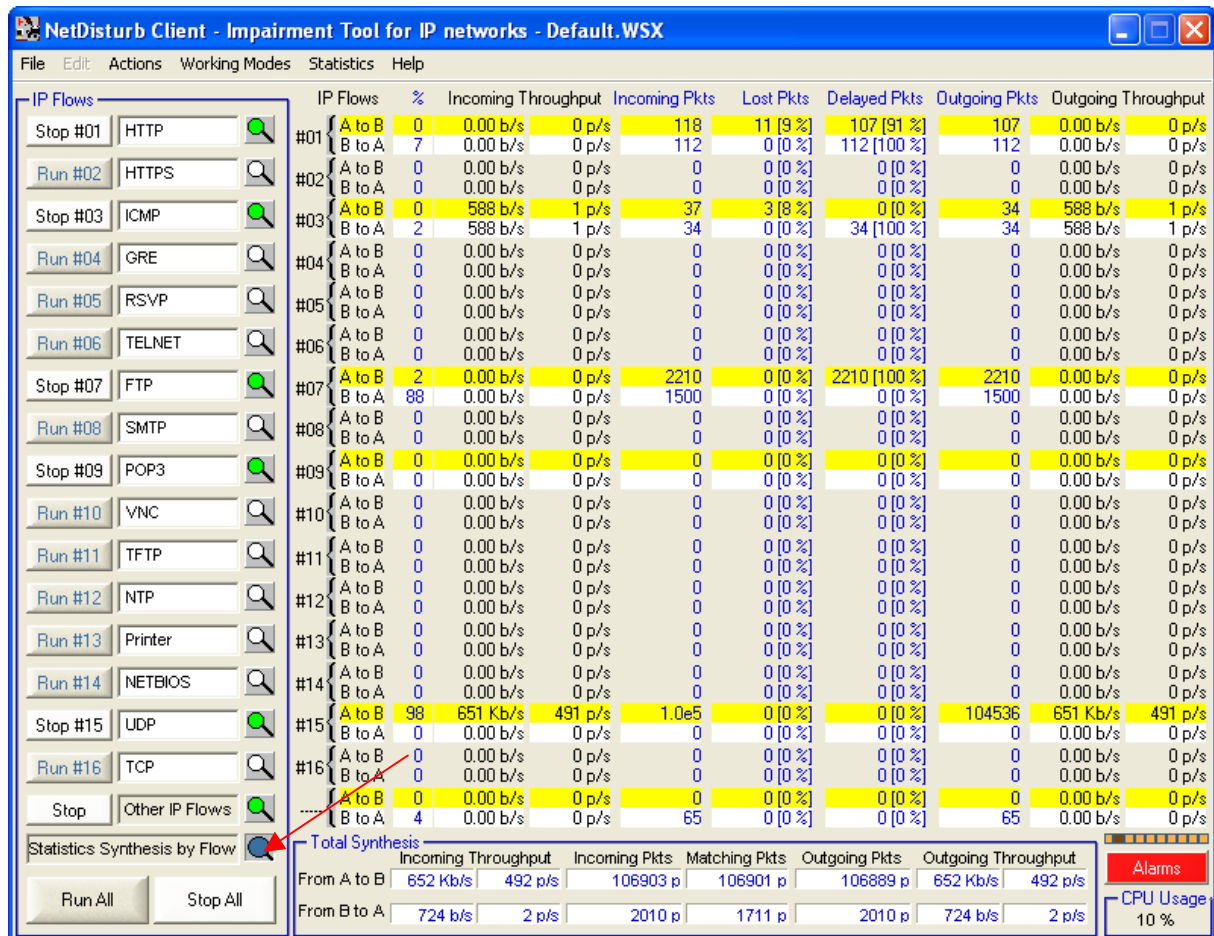 NetDisturb Client - Impairment Tool for IP networks - Default.WSX
File Edit Actions Working Modes Statistics Help
IP Flows
Stop #01 HTTP
Run #02 HTTPS
Stop #03 ICMP
Run #04 GRE
Run #05 RSVP
Run #06 TELNET
Stop #07 FTP
Run #08 SMTP
Stop #09 POP3
Run #10 VNC
Run #11 TFTP
Run #12 NTP
Run #13 Printer
Run #14 NETBIOS
Stop #15 UDP
Run #16 TCP
Stop Other IP Flows
Statistics Synthesis by Flow
Run All Stop All
IP Flows % Incoming Throughput Incoming Pkts Lost Pkts Delayed Pkts Outgoing Pkts Outgoing Throughput
#01 A to B 0 0.00 b/s 0 p/s 118 11 [9 %] 107 [91 %] 107 0.00 b/s 0 p/s
B to A 7 0.00 b/s 0 p/s 112 0 [0 %] 112 [100 %] 112 0.00 b/s 0 p/s
#02 A to B 0 0.00 b/s 0 p/s 0 0 [0 %] 0 [0 %] 0 0.00 b/s 0 p/s
B to A 0 0.00 b/s 0 p/s 0 0 [0 %] 0 [0 %] 0 0.00 b/s 0 p/s
#03 A to B 0 588 b/s 1 p/s 37 3 [8 %] 0 [0 %] 34 588 b/s 1 p/s
B to A 2 588 b/s 1 p/s 34 0 [0 %] 34 [100 %] 34 588 b/s 1 p/s
#04 A to B 0 0.00 b/s 0 p/s 0 0 [0 %] 0 [0 %] 0 0.00 b/s 0 p/s
B to A 0 0.00 b/s 0 p/s 0 0 [0 %] 0 [0 %] 0 0.00 b/s 0 p/s
#05 A to B 0 0.00 b/s 0 p/s 0 0 [0 %] 0 [0 %] 0 0.00 b/s 0 p/s
B to A 0 0.00 b/s 0 p/s 0 0 [0 %] 0 [0 %] 0 0.00 b/s 0 p/s
#06 A to B 0 0.00 b/s 0 p/s 0 0 [0 %] 0 [0 %] 0 0.00 b/s 0 p/s
B to A 0 0.00 b/s 0 p/s 0 0 [0 %] 0 [0 %] 0 0.00 b/s 0 p/s
#07 A to B 2 0.00 b/s 0 p/s 2210 0 [0 %] 2210 [100 %] 2210 0.00 b/s 0 p/s
B to A 88 0.00 b/s 0 p/s 1500 0 [0 %] 0 [0 %] 1500 0.00 b/s 0 p/s
#08 A to B 0 0.00 b/s 0 p/s 0 0 [0 %] 0 [0 %] 0 0.00 b/s 0 p/s
B to A 0 0.00 b/s 0 p/s 0 0 [0 %] 0 [0 %] 0 0.00 b/s 0 p/s
#09 A to B 0 0.00 b/s 0 p/s 0 0 [0 %] 0 [0 %] 0 0.00 b/s 0 p/s
B to A 0 0.00 b/s 0 p/s 0 0 [0 %] 0 [0 %] 0 0.00 b/s 0 p/s
#10 A to B 0 0.00 b/s 0 p/s 0 0 [0 %] 0 [0 %] 0 0.00 b/s 0 p/s
B to A 0 0.00 b/s 0 p/s 0 0 [0 %] 0 [0 %] 0 0.00 b/s 0 p/s
#11 A to B 0 0.00 b/s 0 p/s 0 0 [0 %] 0 [0 %] 0 0.00 b/s 0 p/s
B to A 0 0.00 b/s 0 p/s 0 0 [0 %] 0 [0 %] 0 0.00 b/s 0 p/s
#12 A to B 0 0.00 b/s 0 p/s 0 0 [0 %] 0 [0 %] 0 0.00 b/s 0 p/s
B to A 0 0.00 b/s 0 p/s 0 0 [0 %] 0 [0 %] 0 0.00 b/s 0 p/s
#13 A to B 0 0.00 b/s 0 p/s 0 0 [0 %] 0 [0 %] 0 0.00 b/s 0 p/s
B to A 0 0.00 b/s 0 p/s 0 0 [0 %] 0 [0 %] 0 0.00 b/s 0 p/s
#14 A to B 0 0.00 b/s 0 p/s 0 0 [0 %] 0 [0 %] 0 0.00 b/s 0 p/s
B to A 0 0.00 b/s 0 p/s 0 0 [0 %] 0 [0 %] 0 0.00 b/s 0 p/s
#15 A to B 98 651 Kb/s 491 p/s 1.0e5 0 [0 %] 0 [0 %] 104536 651 Kb/s 491 p/s
B to A 0 0.00 b/s 0 p/s 0 0 [0 %] 0 [0 %] 0 0.00 b/s 0 p/s
#16 A to B 0 0.00 b/s 0 p/s 0 0 [0 %] 0 [0 %] 0 0.00 b/s 0 p/s
B to A 0 0.00 b/s 0 p/s 0 0 [0 %] 0 [0 %] 0 0.00 b/s 0 p/s
----- A to B 0 0.00 b/s 0 p/s 0 0 [0 %] 0 [0 %] 0 0.00 b/s 0 p/s
B to A 4 0.00 b/s 0 p/s 65 0 [0 %] 0 [0 %] 65 0.00 b/s 0 p/s
Total Synthesis
Incoming Throughput Incoming Pkts Matching Pkts Outgoing Pkts Outgoing Throughput
From A to B 652 Kb/s 492 p/s 106903 p 106901 p 106889 p 652 Kb/s 492 p/s
From B to A 724 b/s 2 p/s 2010 p 1711 p 2010 p 724 b/s 2 p/s
Alarms
CPU Usage
10 %